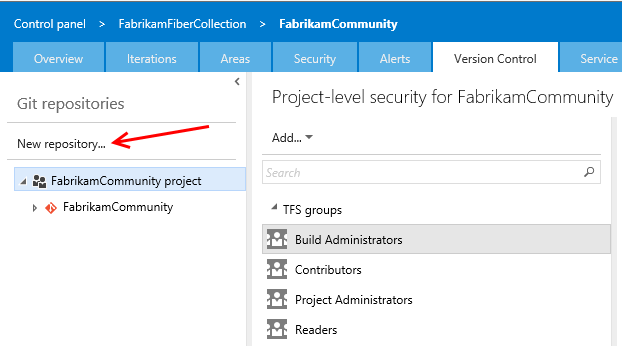 Control panel > FabrikamFiberCollection > FabrikamCommunity
Overview Iterations Areas Security Alerts Version Control Service
Git repositories
New repository...
FabrikamCommunity project
FabrikamCommunity
Project-level security for FabrikamCommunity
Add...
Search
TFS groups
Build Administrators
Contributors
Project Administrators
Readers